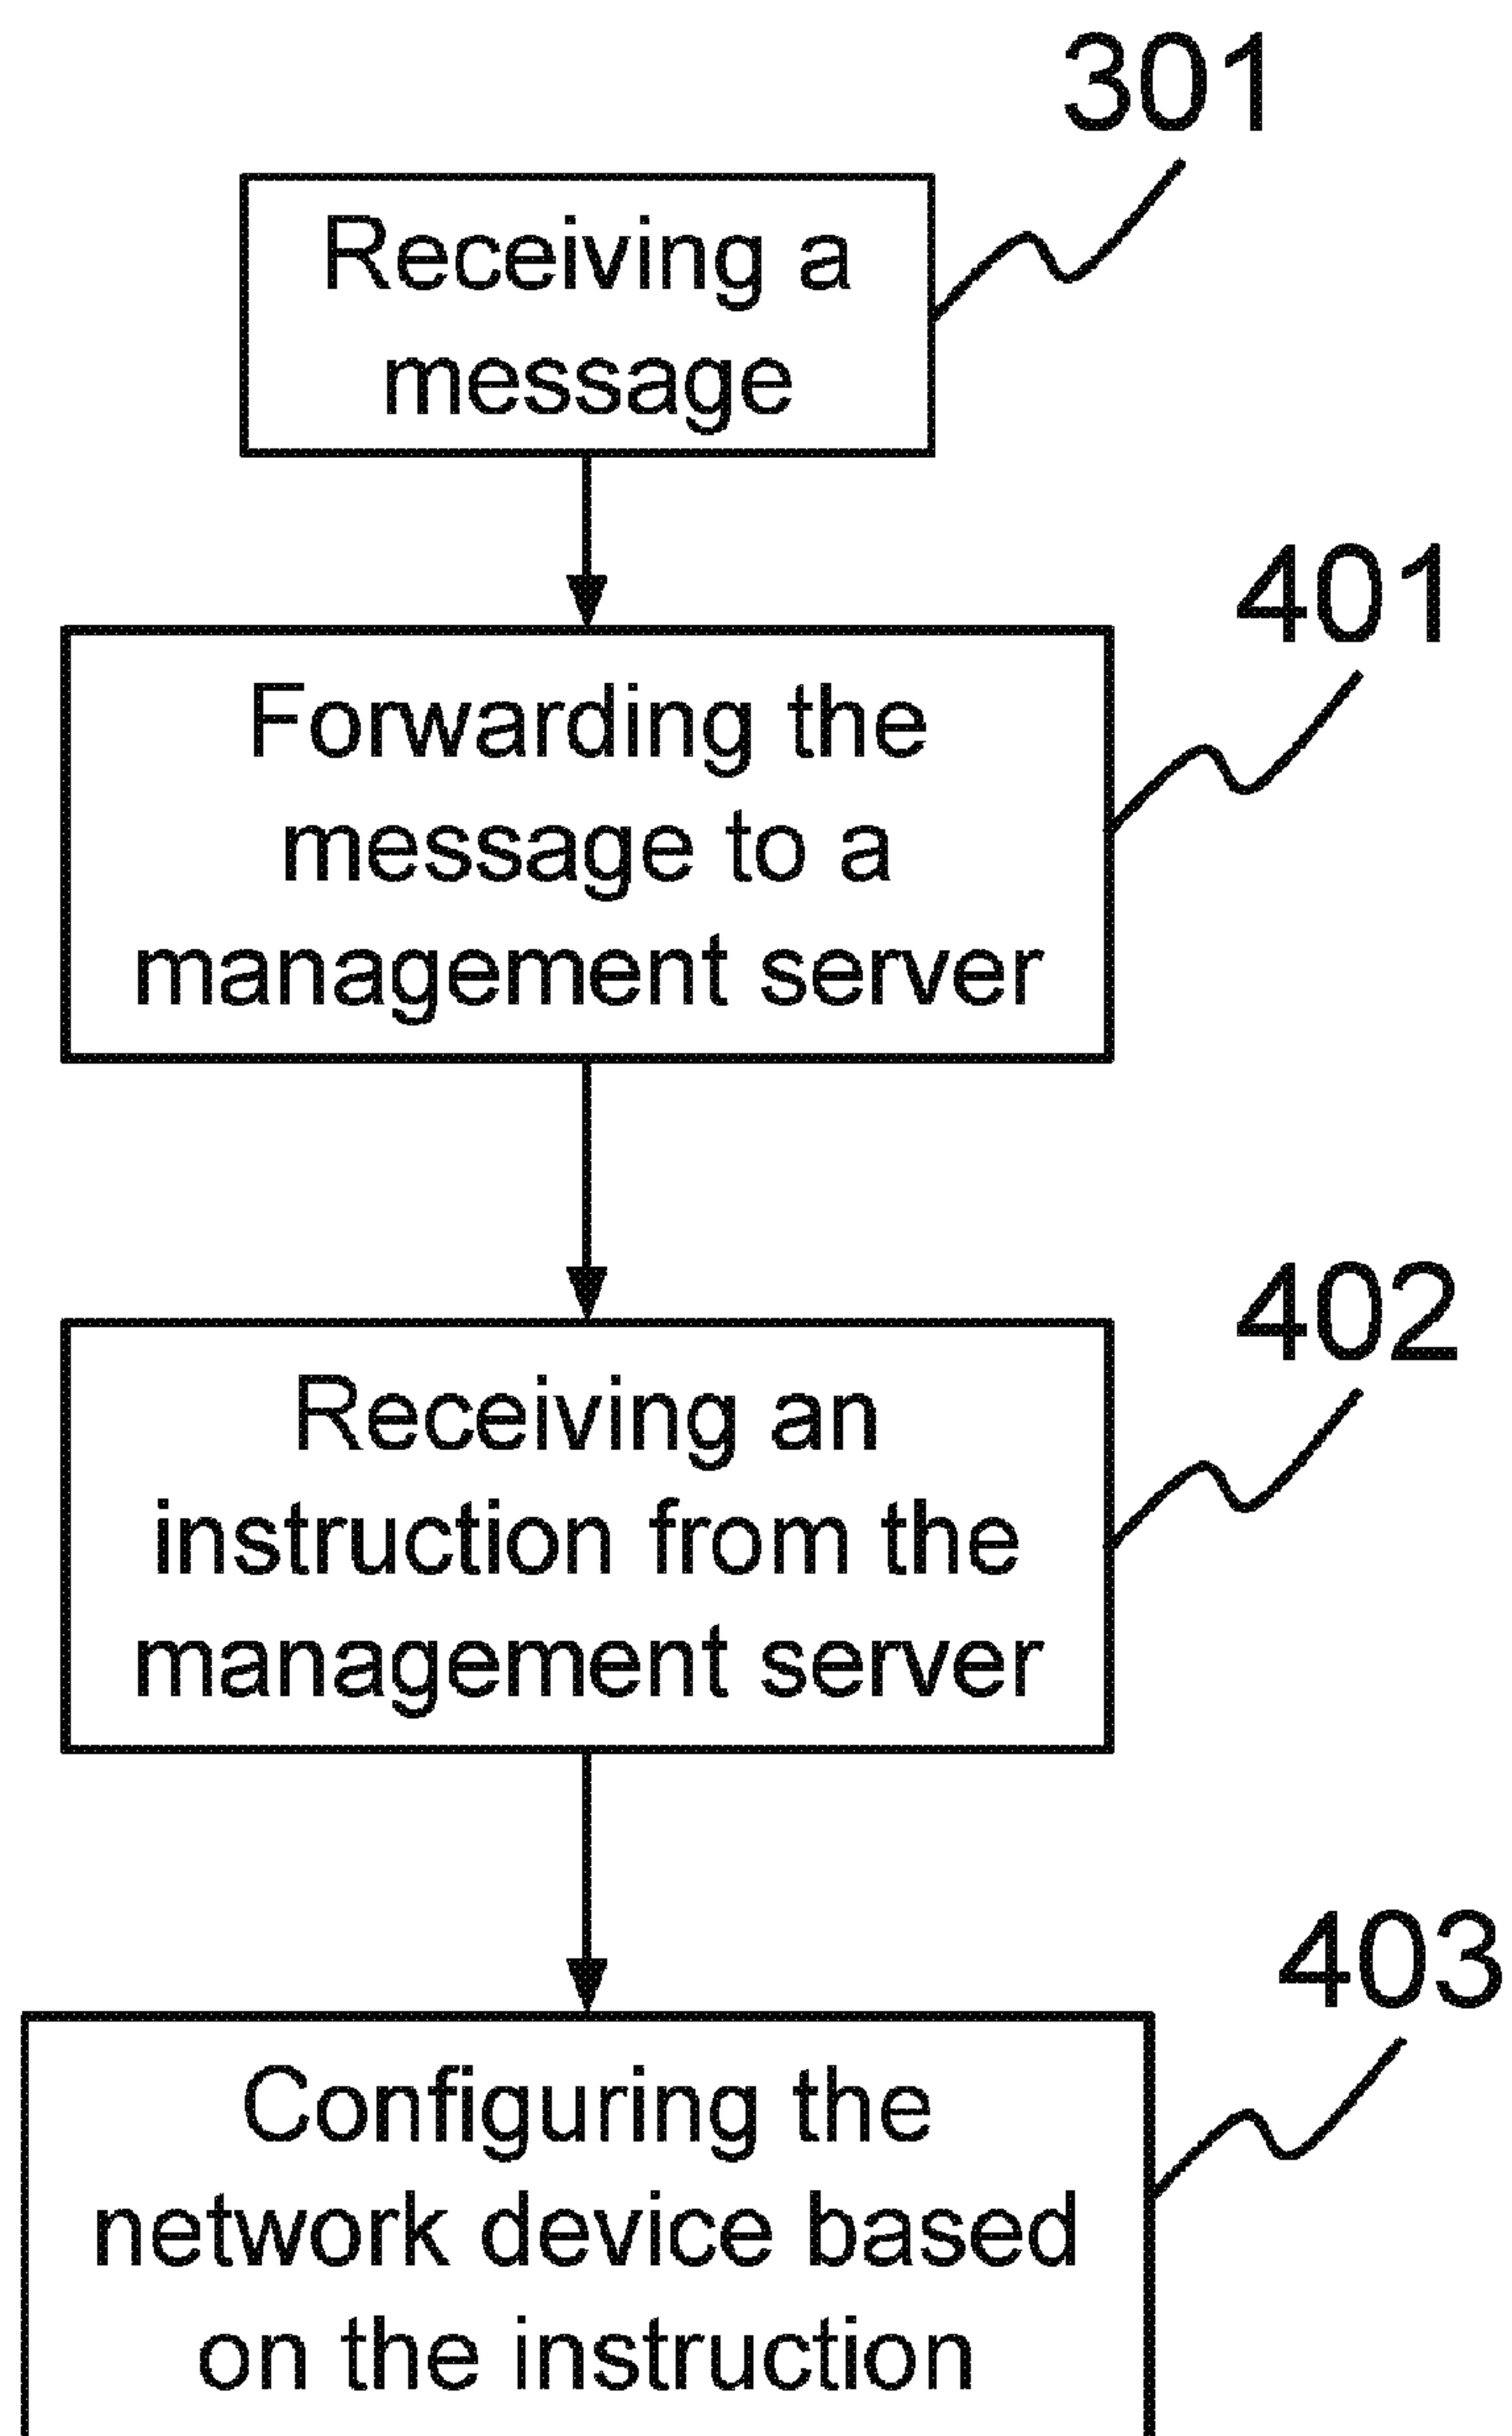 301
Receiving a
message
401
Forwarding the
message to a
management server
402
Receiving an
instruction from the
management server
403
Configuring the
network device based
on the instruction